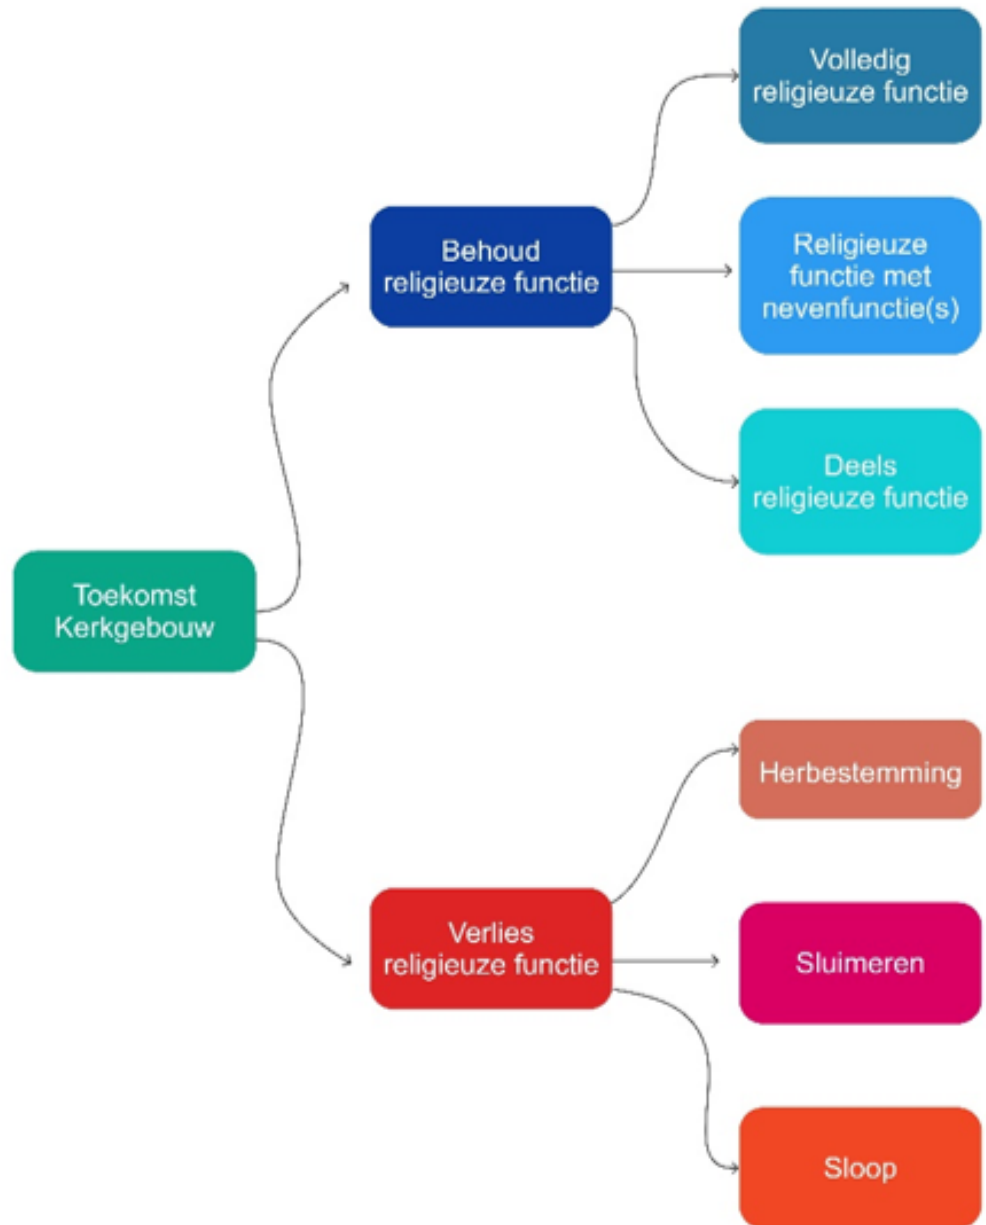 Volledig
religieuze functie
Behoud
religieuze functie
Religieuze
functie met
nevenfunctie(s)
Deels
religieuze functie
Toekomst
Kerkgebouw
Herbestemming
Verlies
religieuze functie
Sluimeren
Sloop